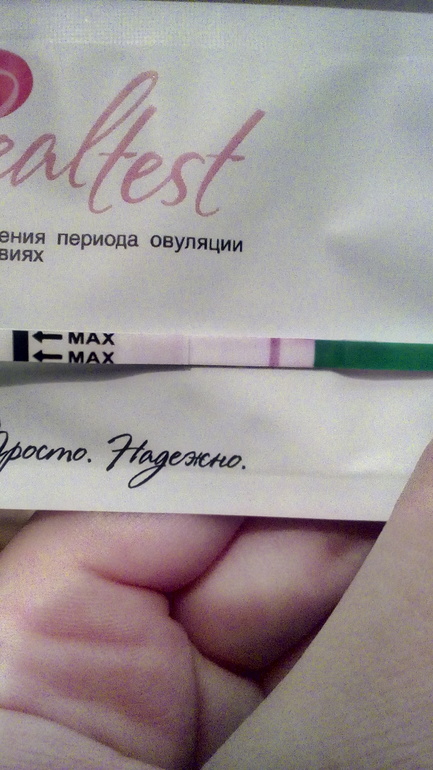 ealtest
ения периода овуляции
виях
MAX
MAX
Просто. Надежно.